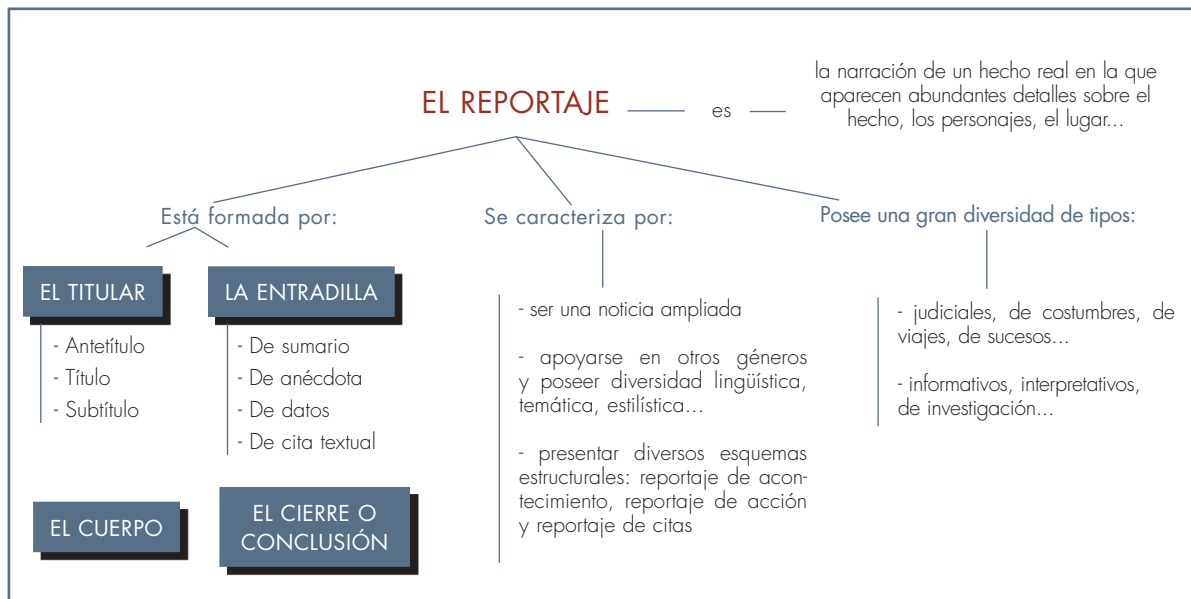 EL REPORTAJE
es
la narración de un hecho real en la que
aparecen abundantes detalles sobre el
hecho, los personajes, el lugar...
Está formada por:
EL TITULAR
- Antetítulo
- Título
- Subtítulo
LA ENTRADILLA
- De sumario
- De anécdota
- De datos
- De cita textual
EL CUERPO
EL CIERRE O
CONCLUSIÓN
Se caracteriza por:
- ser una noticia ampliada
- apoyarse en otros géneros
y poseer diversidad lingüística,
temática, estilística...
- presentar diversos esquemas
estructurales: reportaje de acon-
tecimiento, reportaje de acción
y reportaje de citas
Posee una gran diversidad de tipos:
- judiciales, de costumbres, de
viajes, de sucesos...
- informativos, interpretativos,
de investigación...